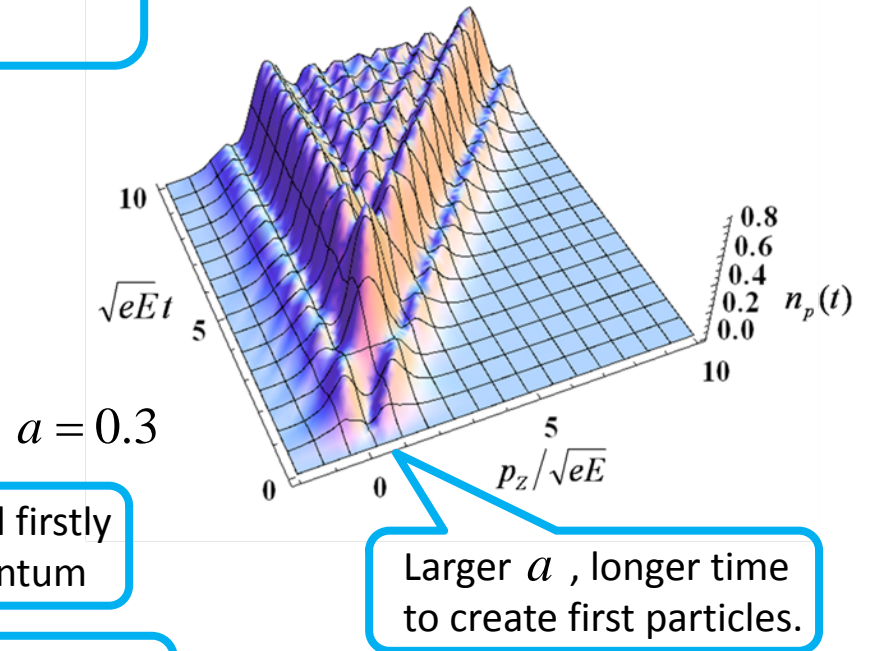 10
√eE t
5
0
a = 0.3
0
5
10
p_Z/√eE
0.8
0.6
0.4
0.2
0.0
n_p(t)
firstly
ntum
Larger a , longer time
to create first particles.